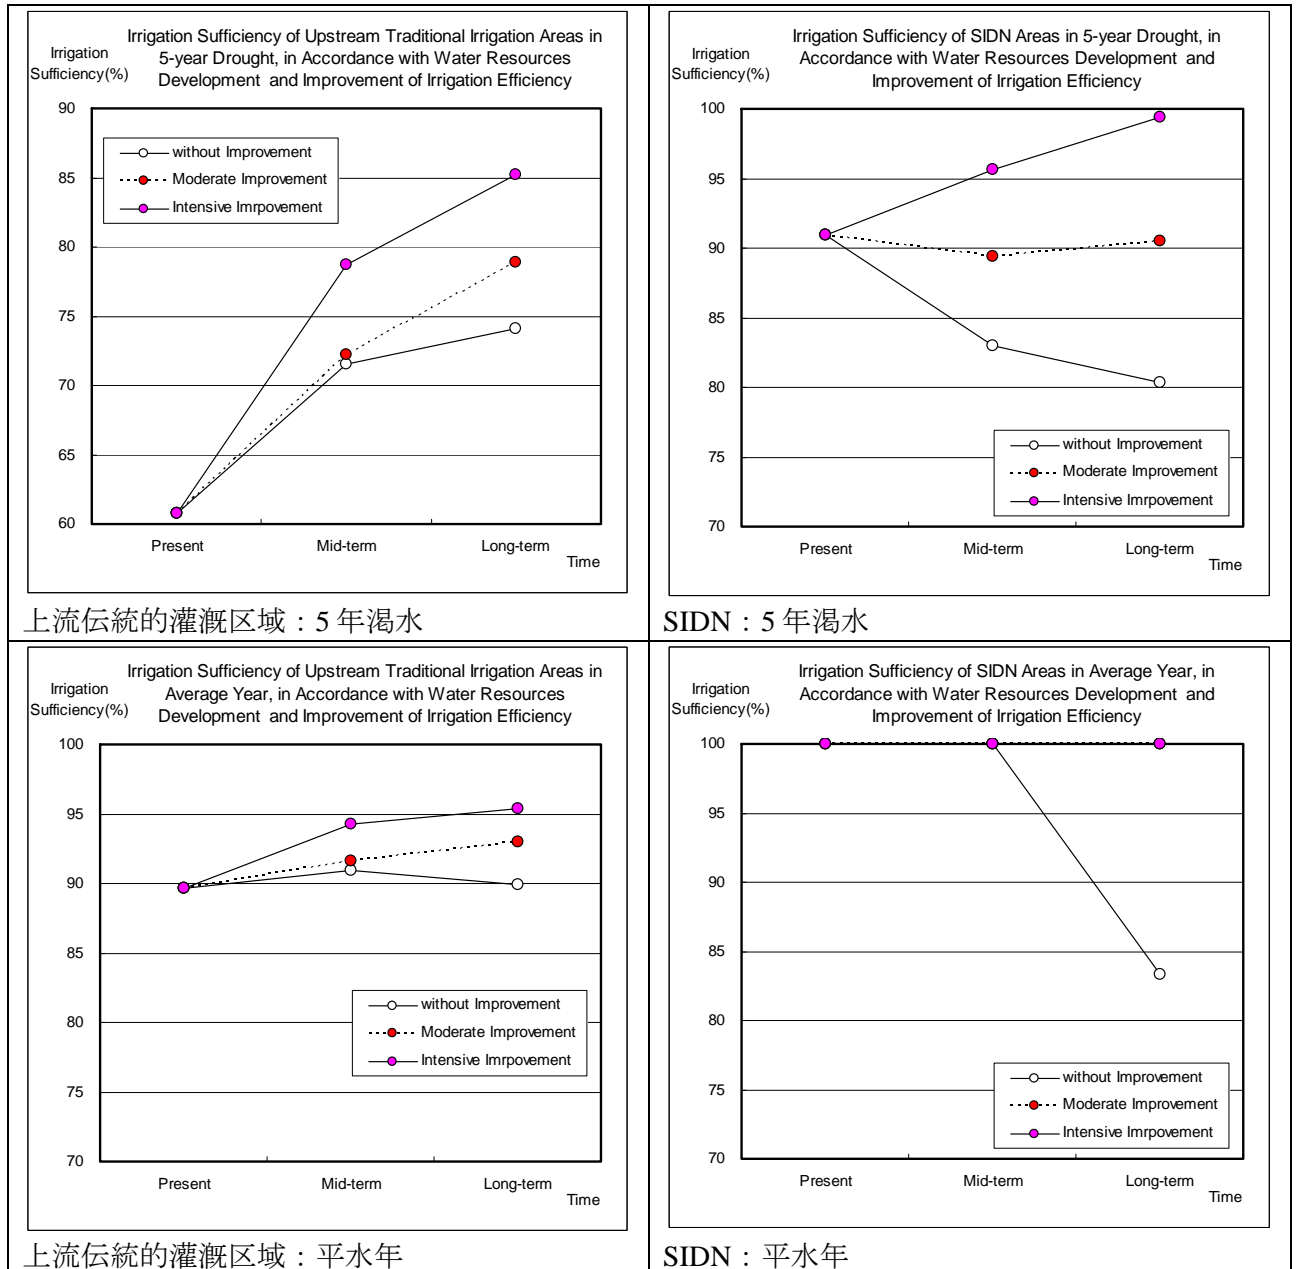 Irrigation Sufficiency of Upstream Traditional Irrigation Areas in
5-year Drought, in Accordance with Water Resources
Development and Improvement of Irrigation Efficiency
Irrigation
Sufficiency(%)
90
85
80
75
70
65
60
without Improvement
Moderate Improvement
Intensive Imrpovement
Present
Mid-term
Long-term
Time
上流伝統的灌漑区域：5 年渇水
Irrigation Sufficiency of SIDN Areas in 5-year Drought, in
Accordance with Water Resources Development and
Improvement of Irrigation Efficiency
Irrigation
Sufficiency(%)
100
95
90
85
80
75
70
without Improvement
Moderate Improvement
Intensive Imrpovement
Present
Mid-term
Long-term
Time
SIDN：5 年渇水
Irrigation Sufficiency of Upstream Traditional Irrigation Areas in
Average Year, in Accordance with Water Resources
Development and Improvement of Irrigation Efficiency
Irrigation
Sufficiency(%)
100
95
90
85
80
75
70
without Improvement
Moderate Improvement
Intensive Imrpovement
Present
Mid-term
Long-term
Time
上流伝統的灌漑区域：平水年
Irrigation Sufficiency of SIDN Areas in Average Year, in
Accordance with Water Resources Development and
Improvement of Irrigation Efficiency
Irrigation
Sufficiency(%)
100
95
90
85
80
75
70
without Improvement
Moderate Improvement
Intensive Imrpovement
Present
Mid-term
Long-term
Time
SIDN：平水年